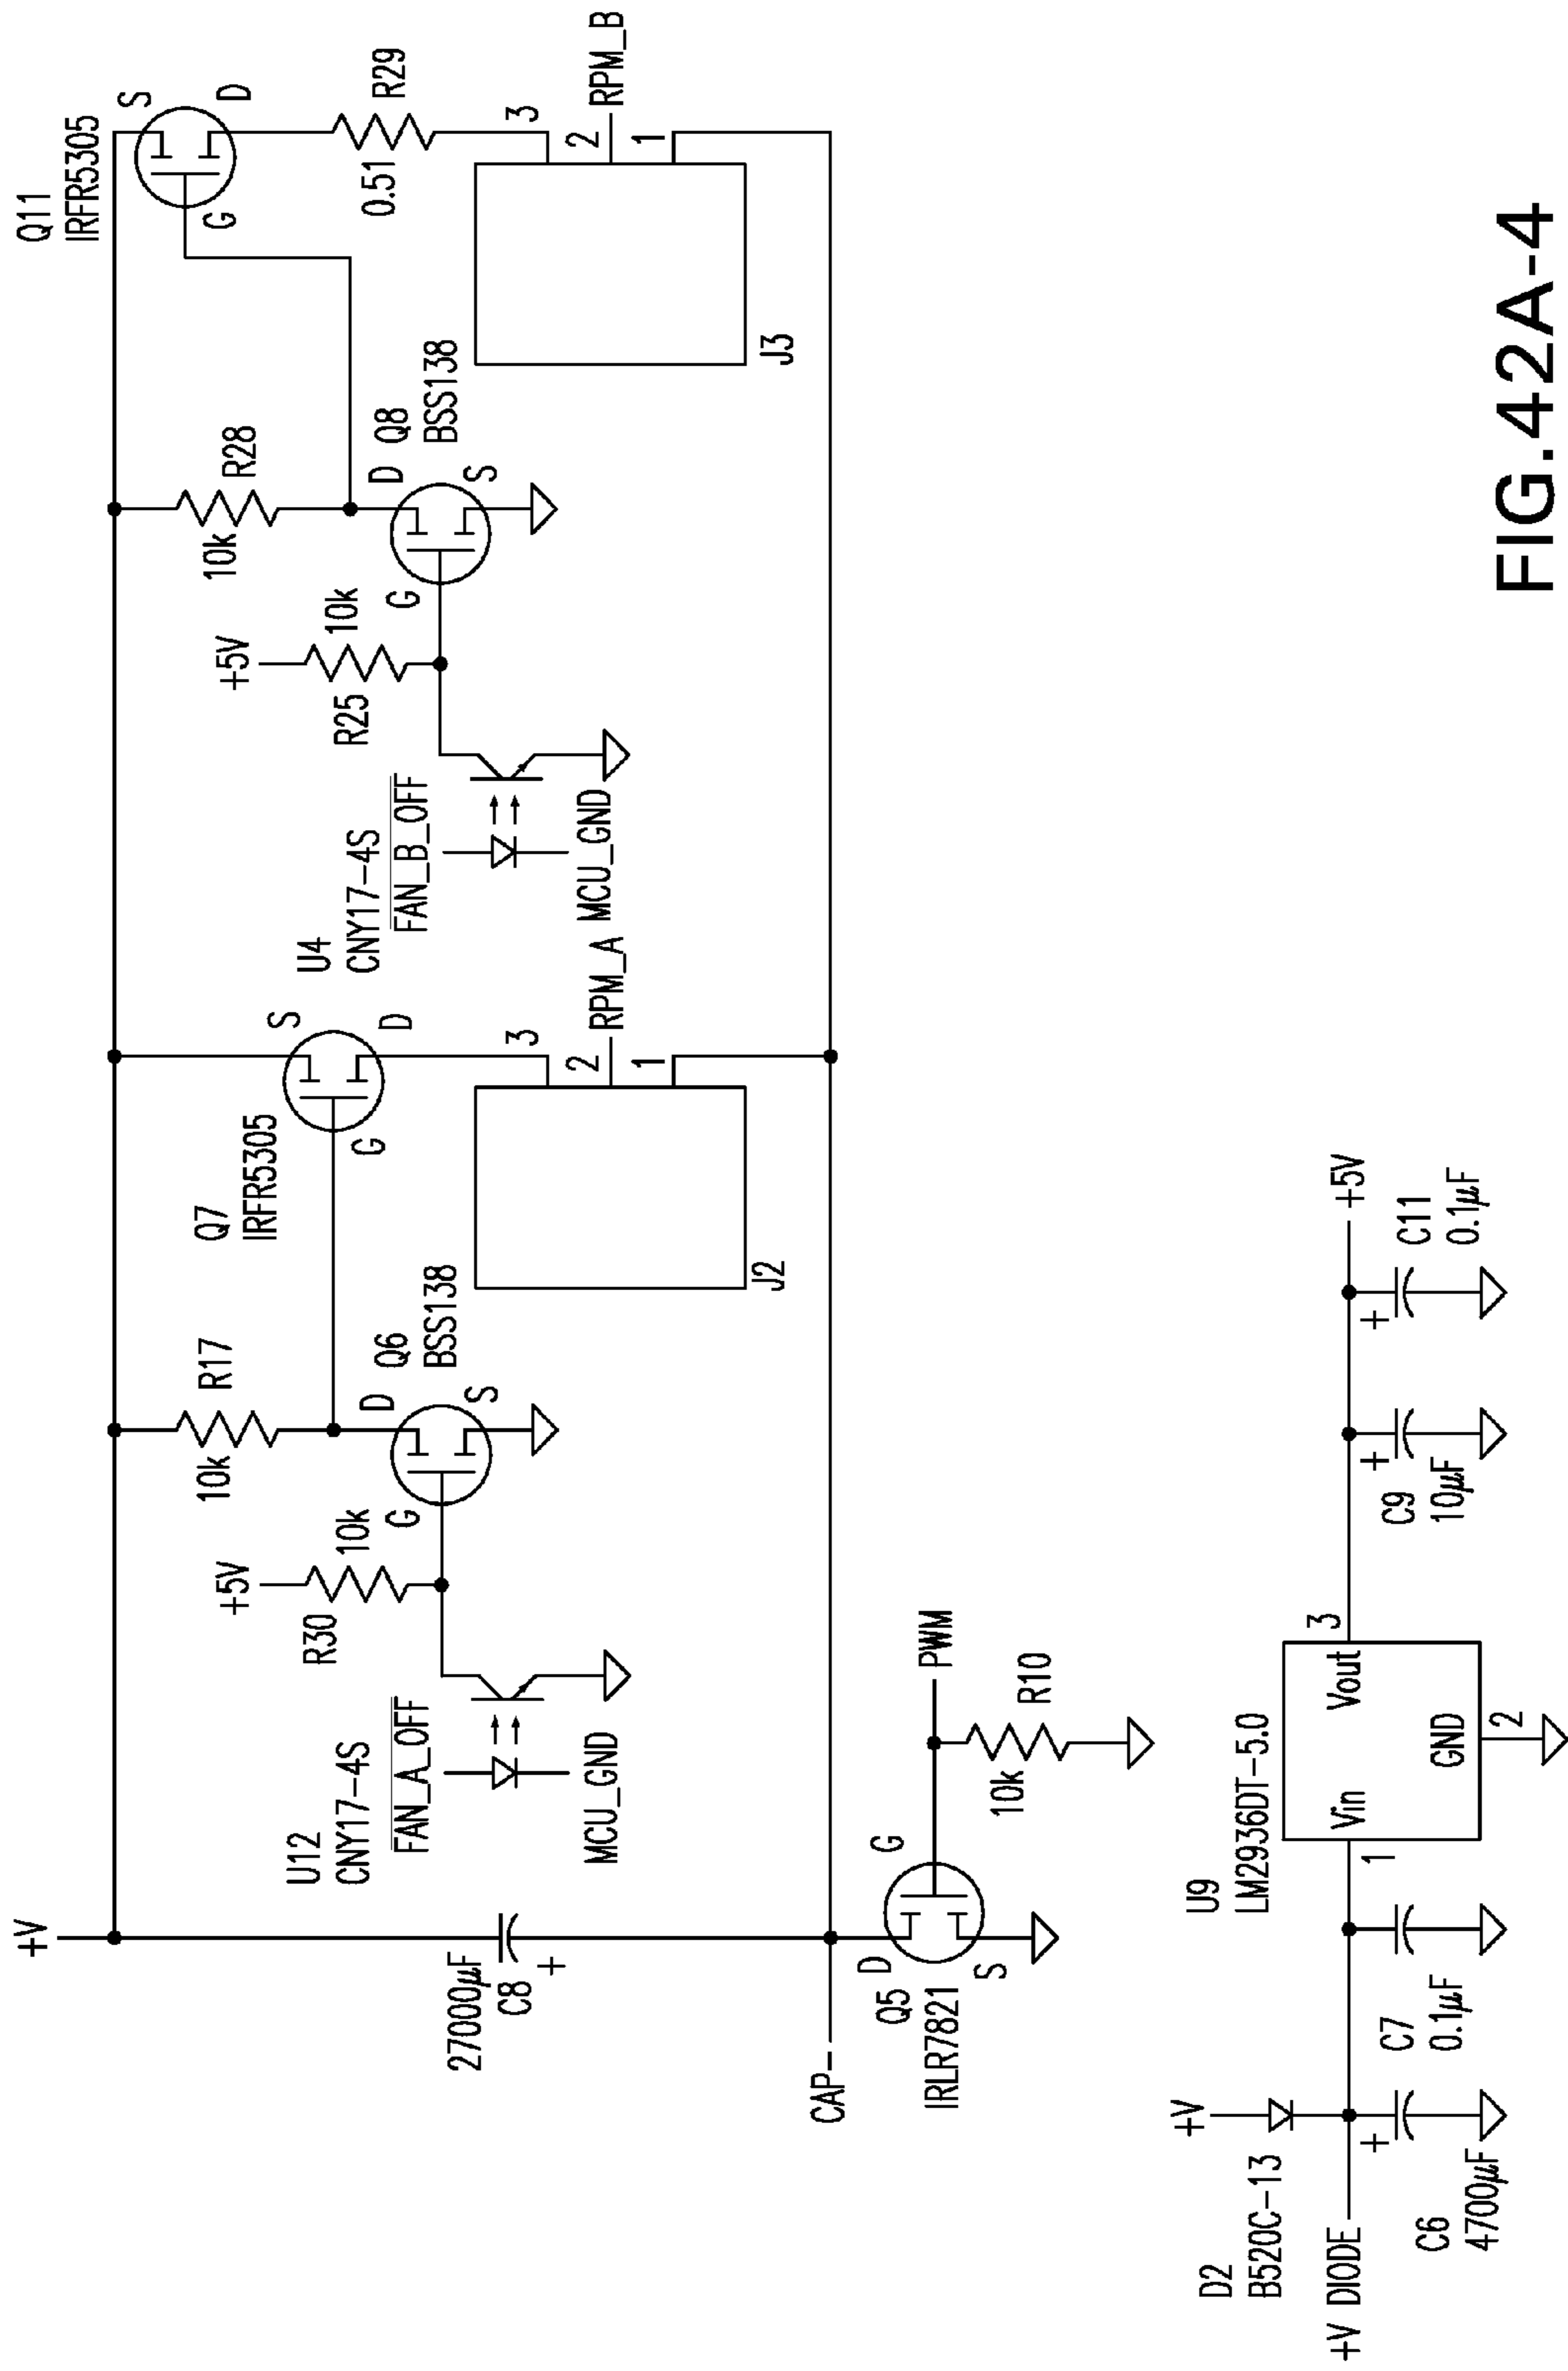 +V
27000µF
C8
+
CAP-
R17
10k
+5V
R30
10k
U12
CNY17-4S
FAN_A_OFF
MCU_GND
Q6
BSS138
D
G
S
Q7
IRFR5305
S
D
G
3
2
1
RPM_A
J2
R28
10k
+5V
R25
10k
U4
CNY17-4S
FAN_B_OFF
MCU_GND
Q8
BSS138
D
G
S
Q11
IRFR5305
S
D
G
R29
0.51
3
2
1
RPM_B
J3
Q5
IRLR7821
D
G
S
PWM
R10
10k
+V
D2
B520C-13
+V DIODE
+
C6
4700µF
C7
0.1µF
U9
LM2936DT-5.0
1
Vin
Vout
3
GND
2
+
C9
10µF
+
C11
0.1µF
+5V
FIG.42A-4